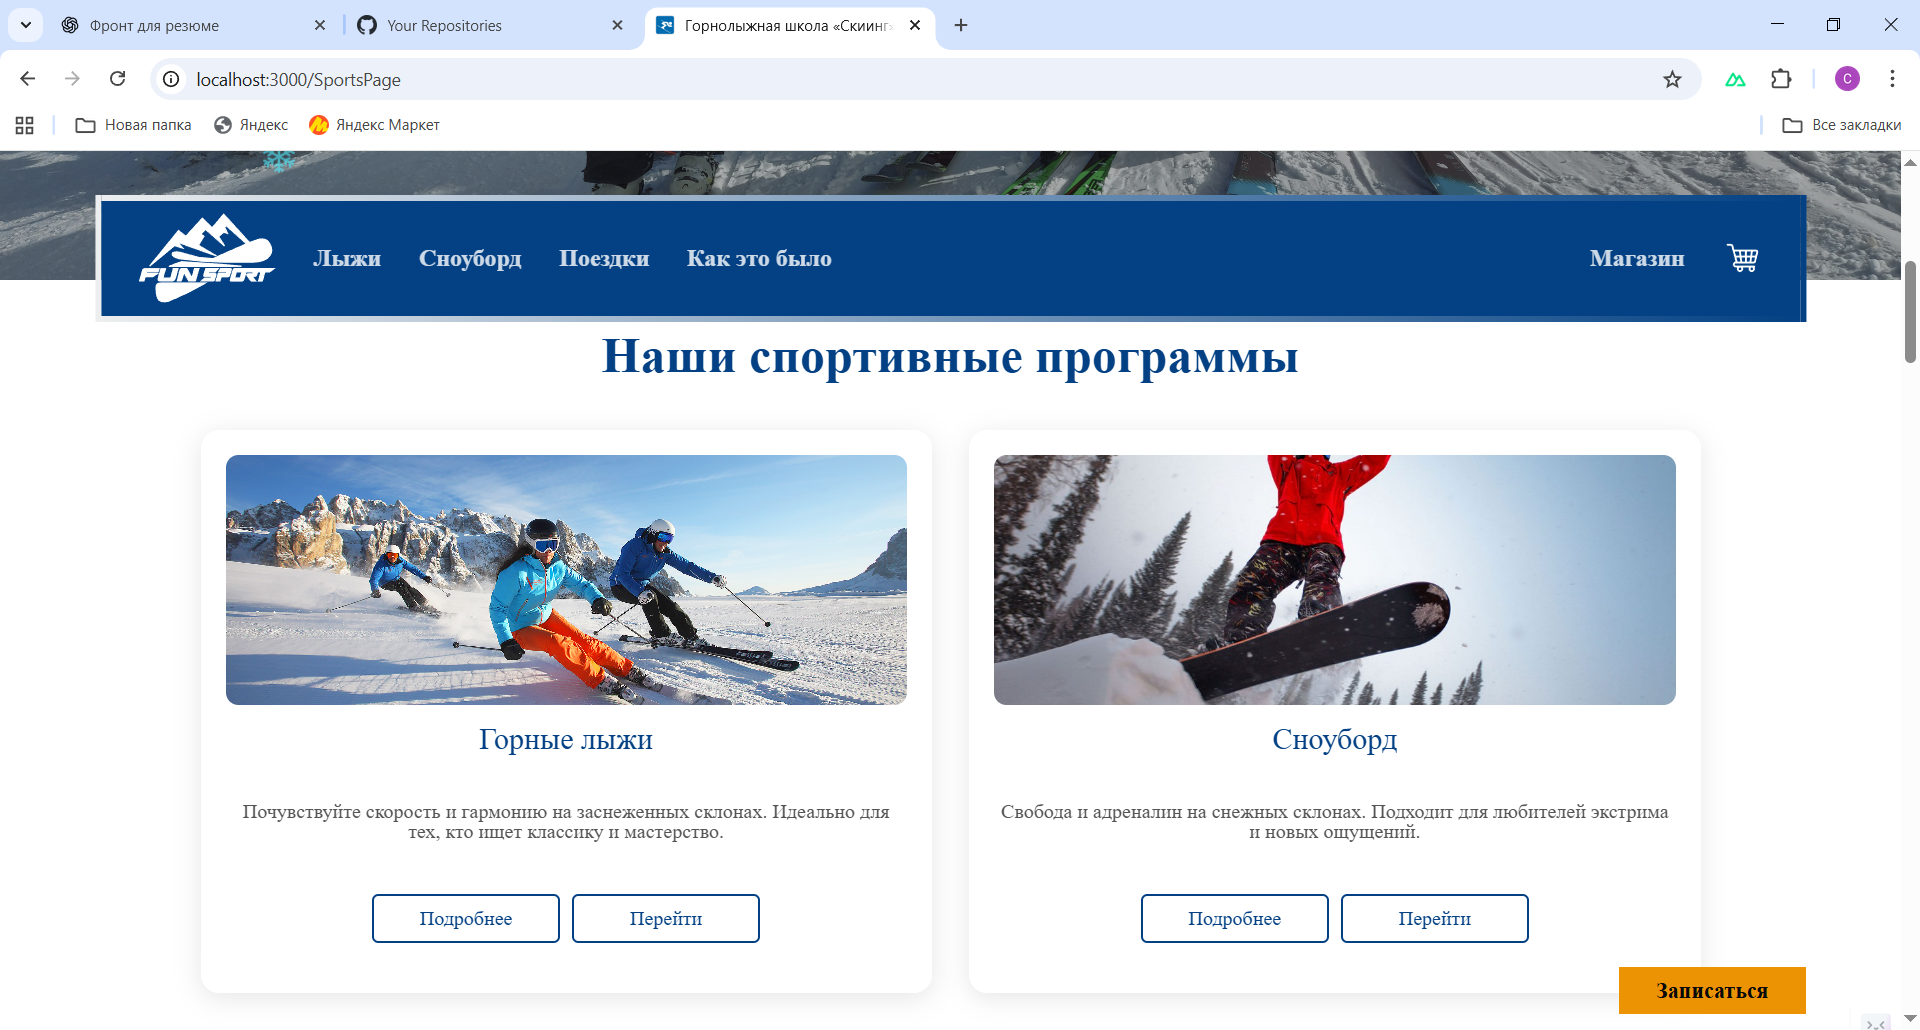 Фронт для резюме
Your Repositories
Горнолыжная школа «Скиинг»
localhost:3000/SportsPage
C
Новая папка
Яндекс
Яндекс Маркет
Все закладки
FUN SPORT
Лыжи
Сноуборд
Поездки
Как это было
Магазин
Наши спортивные программы
Горные лыжи
Почувствуйте скорость и гармонию на заснеженных склонах. Идеально для
тех, кто ищет классику и мастерство.
Подробнее
Перейти
Сноуборд
Свобода и адреналин на снежных склонах. Подходит для любителей экстрима
и новых ощущений.
Подробнее
Перейти
Записаться